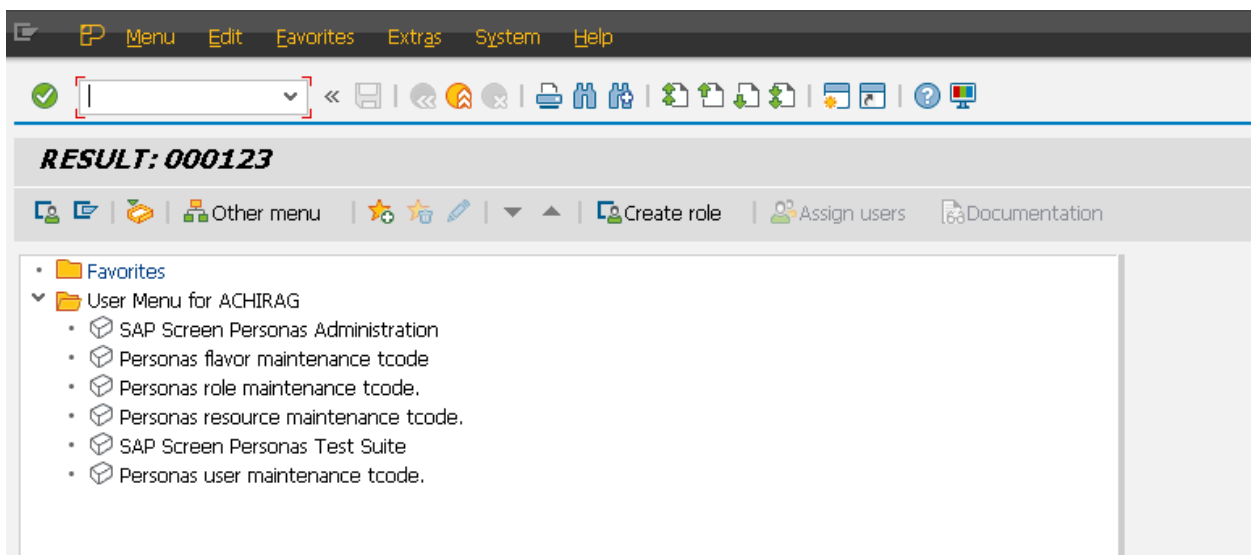 Menu Edit Favorites Extras System Help
RESULT: 000123
Other menu Create role Assign users Documentation
Favorites
User Menu for ACHIRAG
SAP Screen Personas Administration
Personas flavor maintenance tcode
Personas role maintenance tcode.
Personas resource maintenance tcode.
SAP Screen Personas Test Suite
Personas user maintenance tcode.